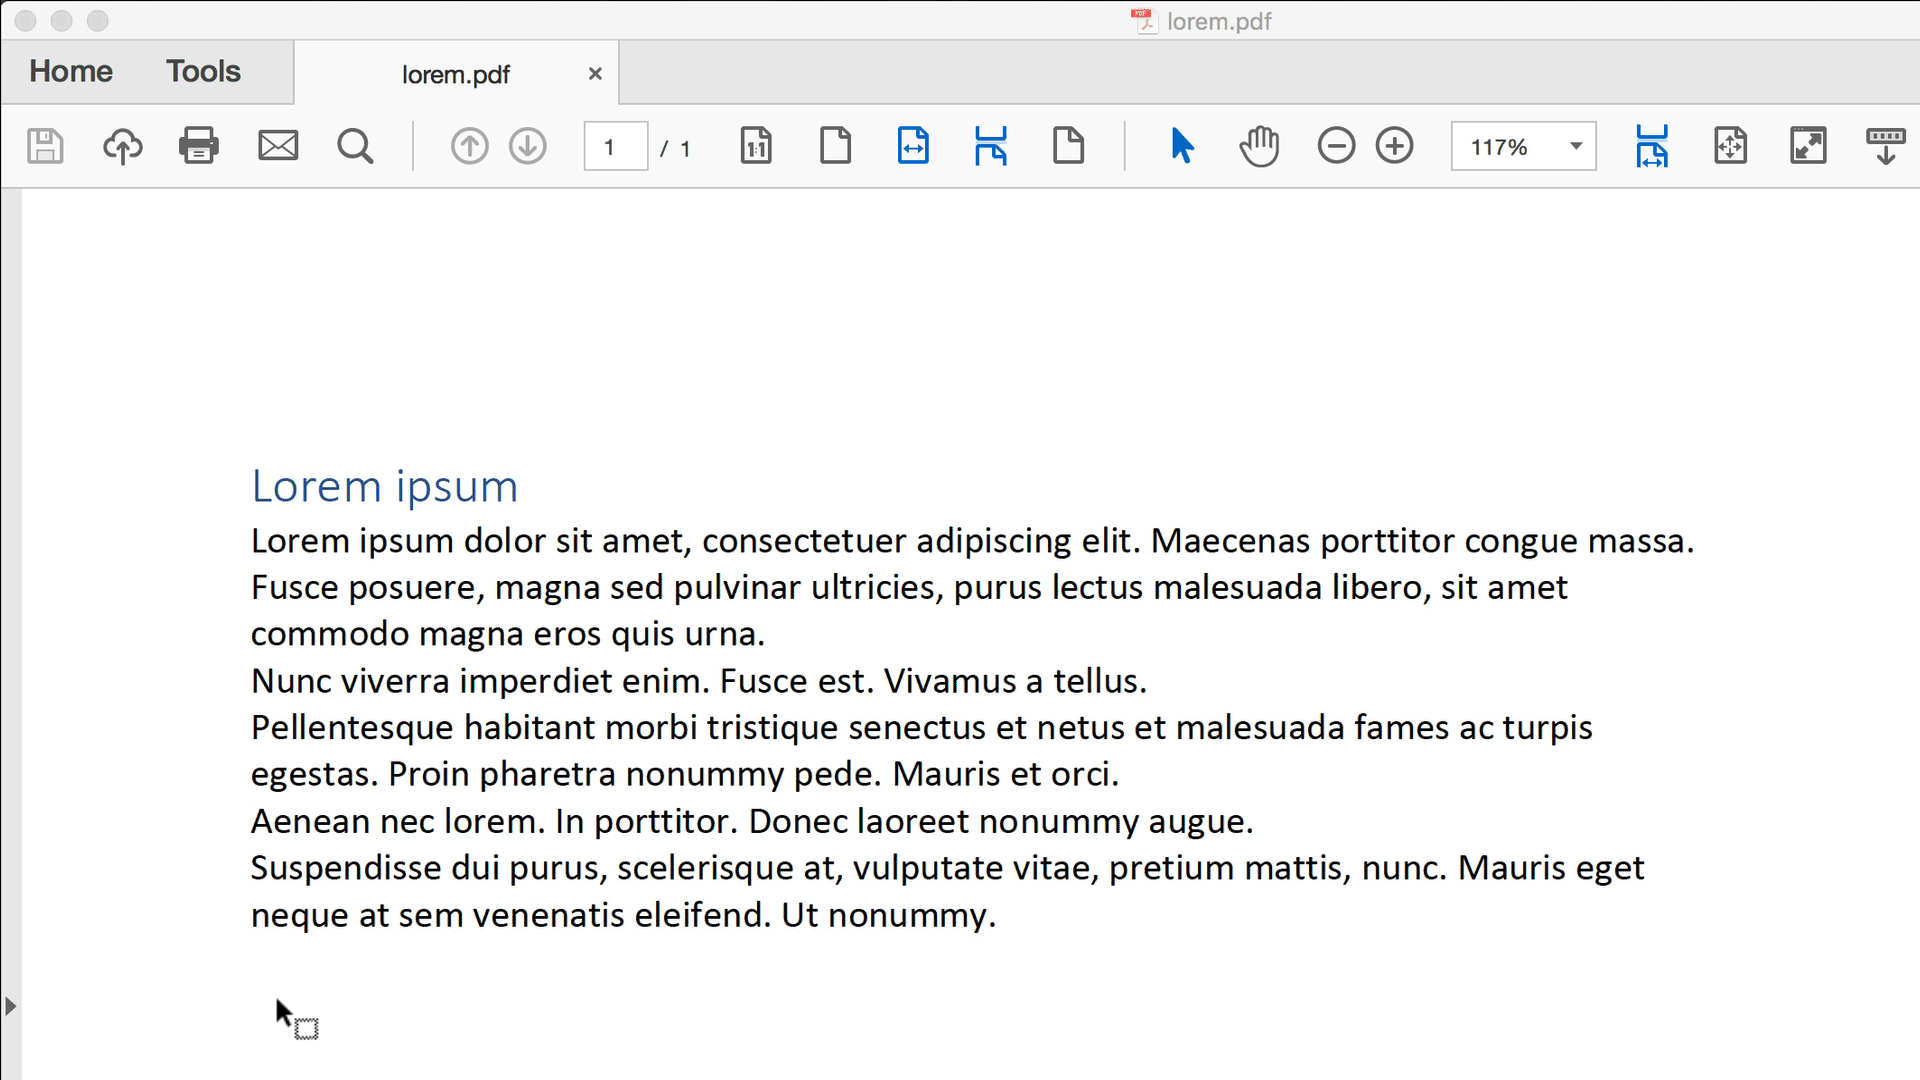 PDF lorem.pdf
Home Tools lorem.pdf ×
1 / 1 1:1 117%
Lorem ipsum
Lorem ipsum dolor sit amet, consectetuer adipiscing elit. Maecenas porttitor congue massa.
Fusce posuere, magna sed pulvinar ultricies, purus lectus malesuada libero, sit amet
commodo magna eros quis urna.
Nunc viverra imperdiet enim. Fusce est. Vivamus a tellus.
Pellentesque habitant morbi tristique senectus et netus et malesuada fames ac turpis
egestas. Proin pharetra nonummy pede. Mauris et orci.
Aenean nec lorem. In porttitor. Donec laoreet nonummy augue.
Suspendisse dui purus, scelerisque at, vulputate vitae, pretium mattis, nunc. Mauris eget
neque at sem venenatis eleifend. Ut nonummy.